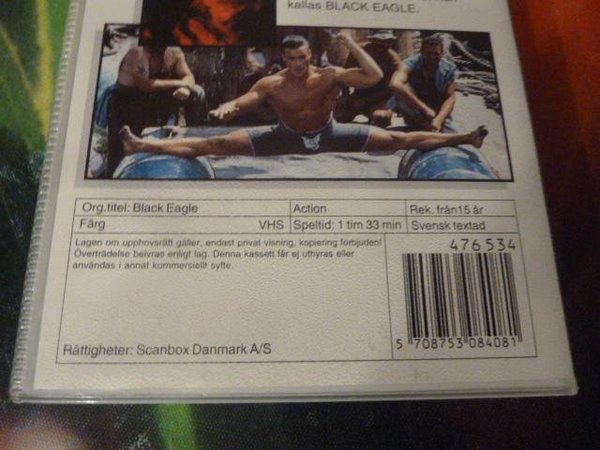 kallas BLACK EAGLE.
Org.titel: Black Eagle
Action
Rek. från 15 år
Färg
VHS
Speltid: 1 tim 33 min
Svensk textad
Lagen om upphovsrätt gäller, endast privat visning, kopiering förbjuden!
Överträdelse beivras enligt lag. Denna kassett får ej uthyras eller
användas i annat kommersiellt syfte.
476534
Rättigheter: Scanbox Danmark A/S
5 708753 084081